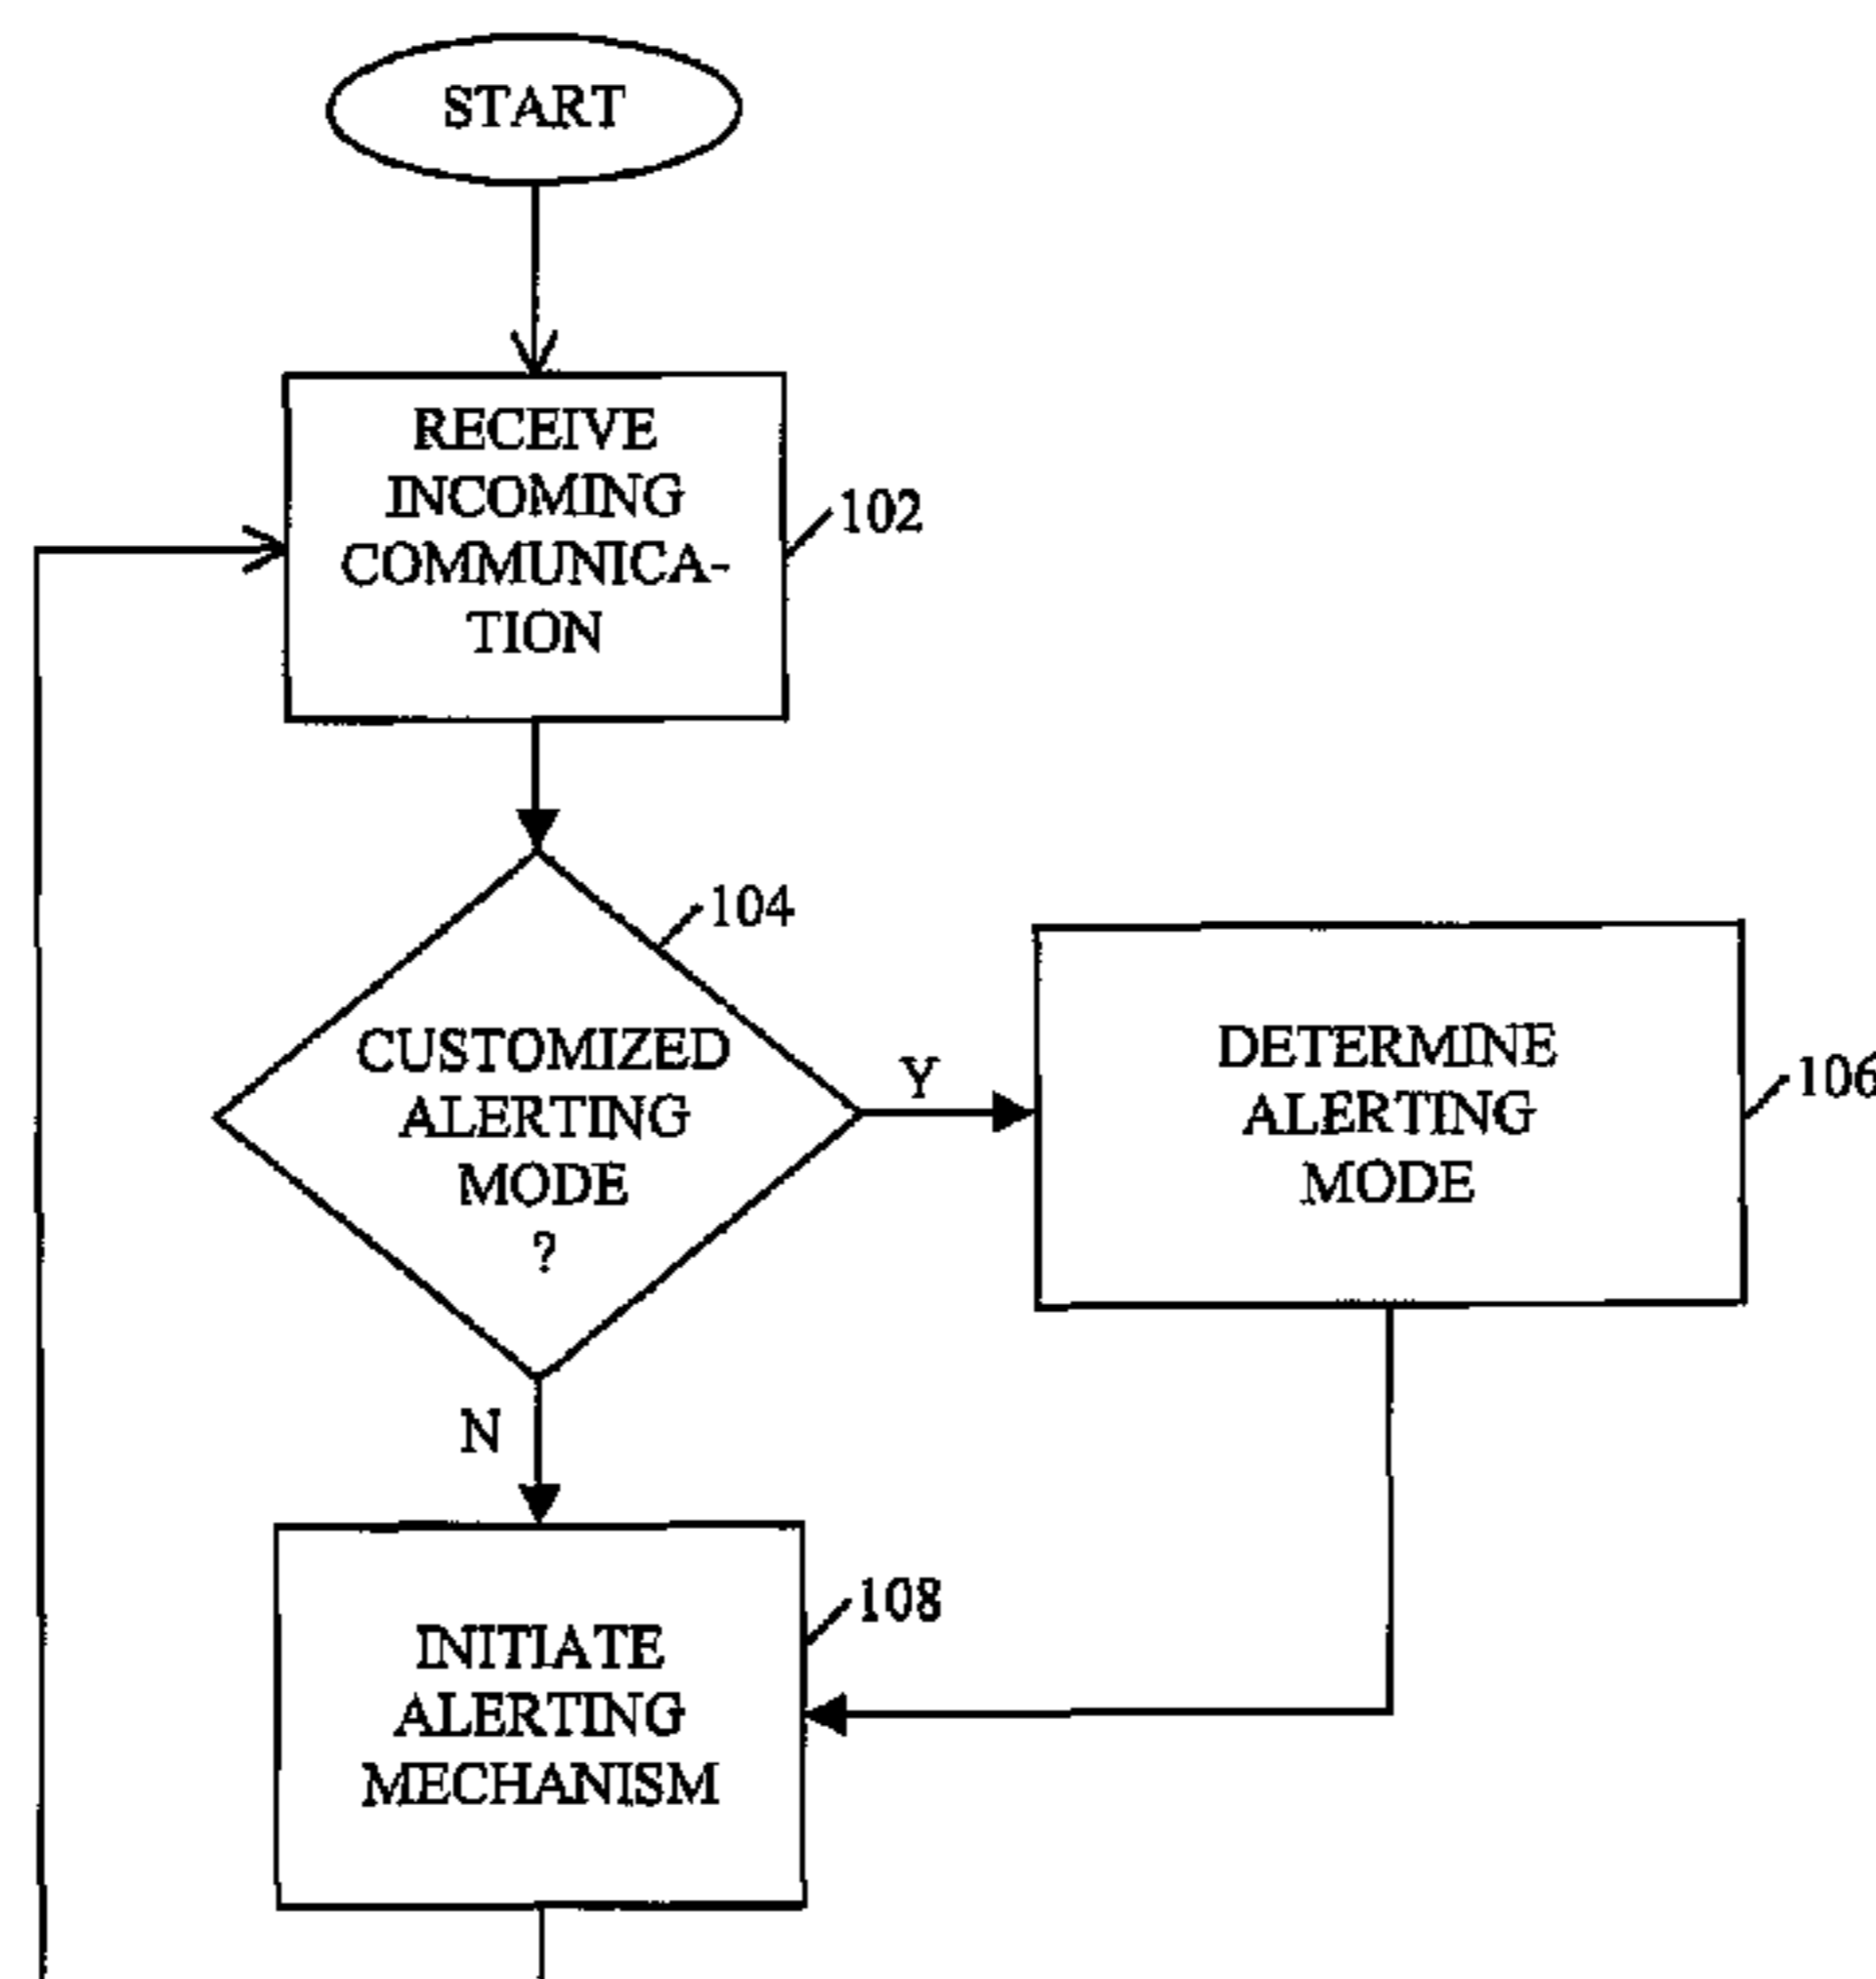 START
RECEIVE
INCOMING
COMMUNICA-
TION
102
104
CUSTOMIZED
ALERTING
MODE
?
Y
DETERMINE
ALERTING
MODE
106
N
108
INITIATE
ALERTING
MECHANISM